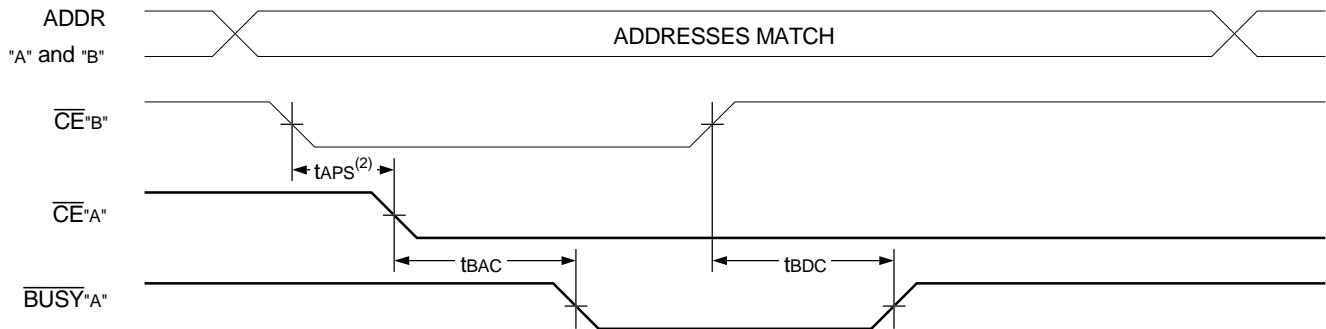 ADDR
"A" and "B"
ADDRESSES MATCH
CE"B"
tAPS(2)
CE"A"
tBAC
tBDC
BUSY"A"